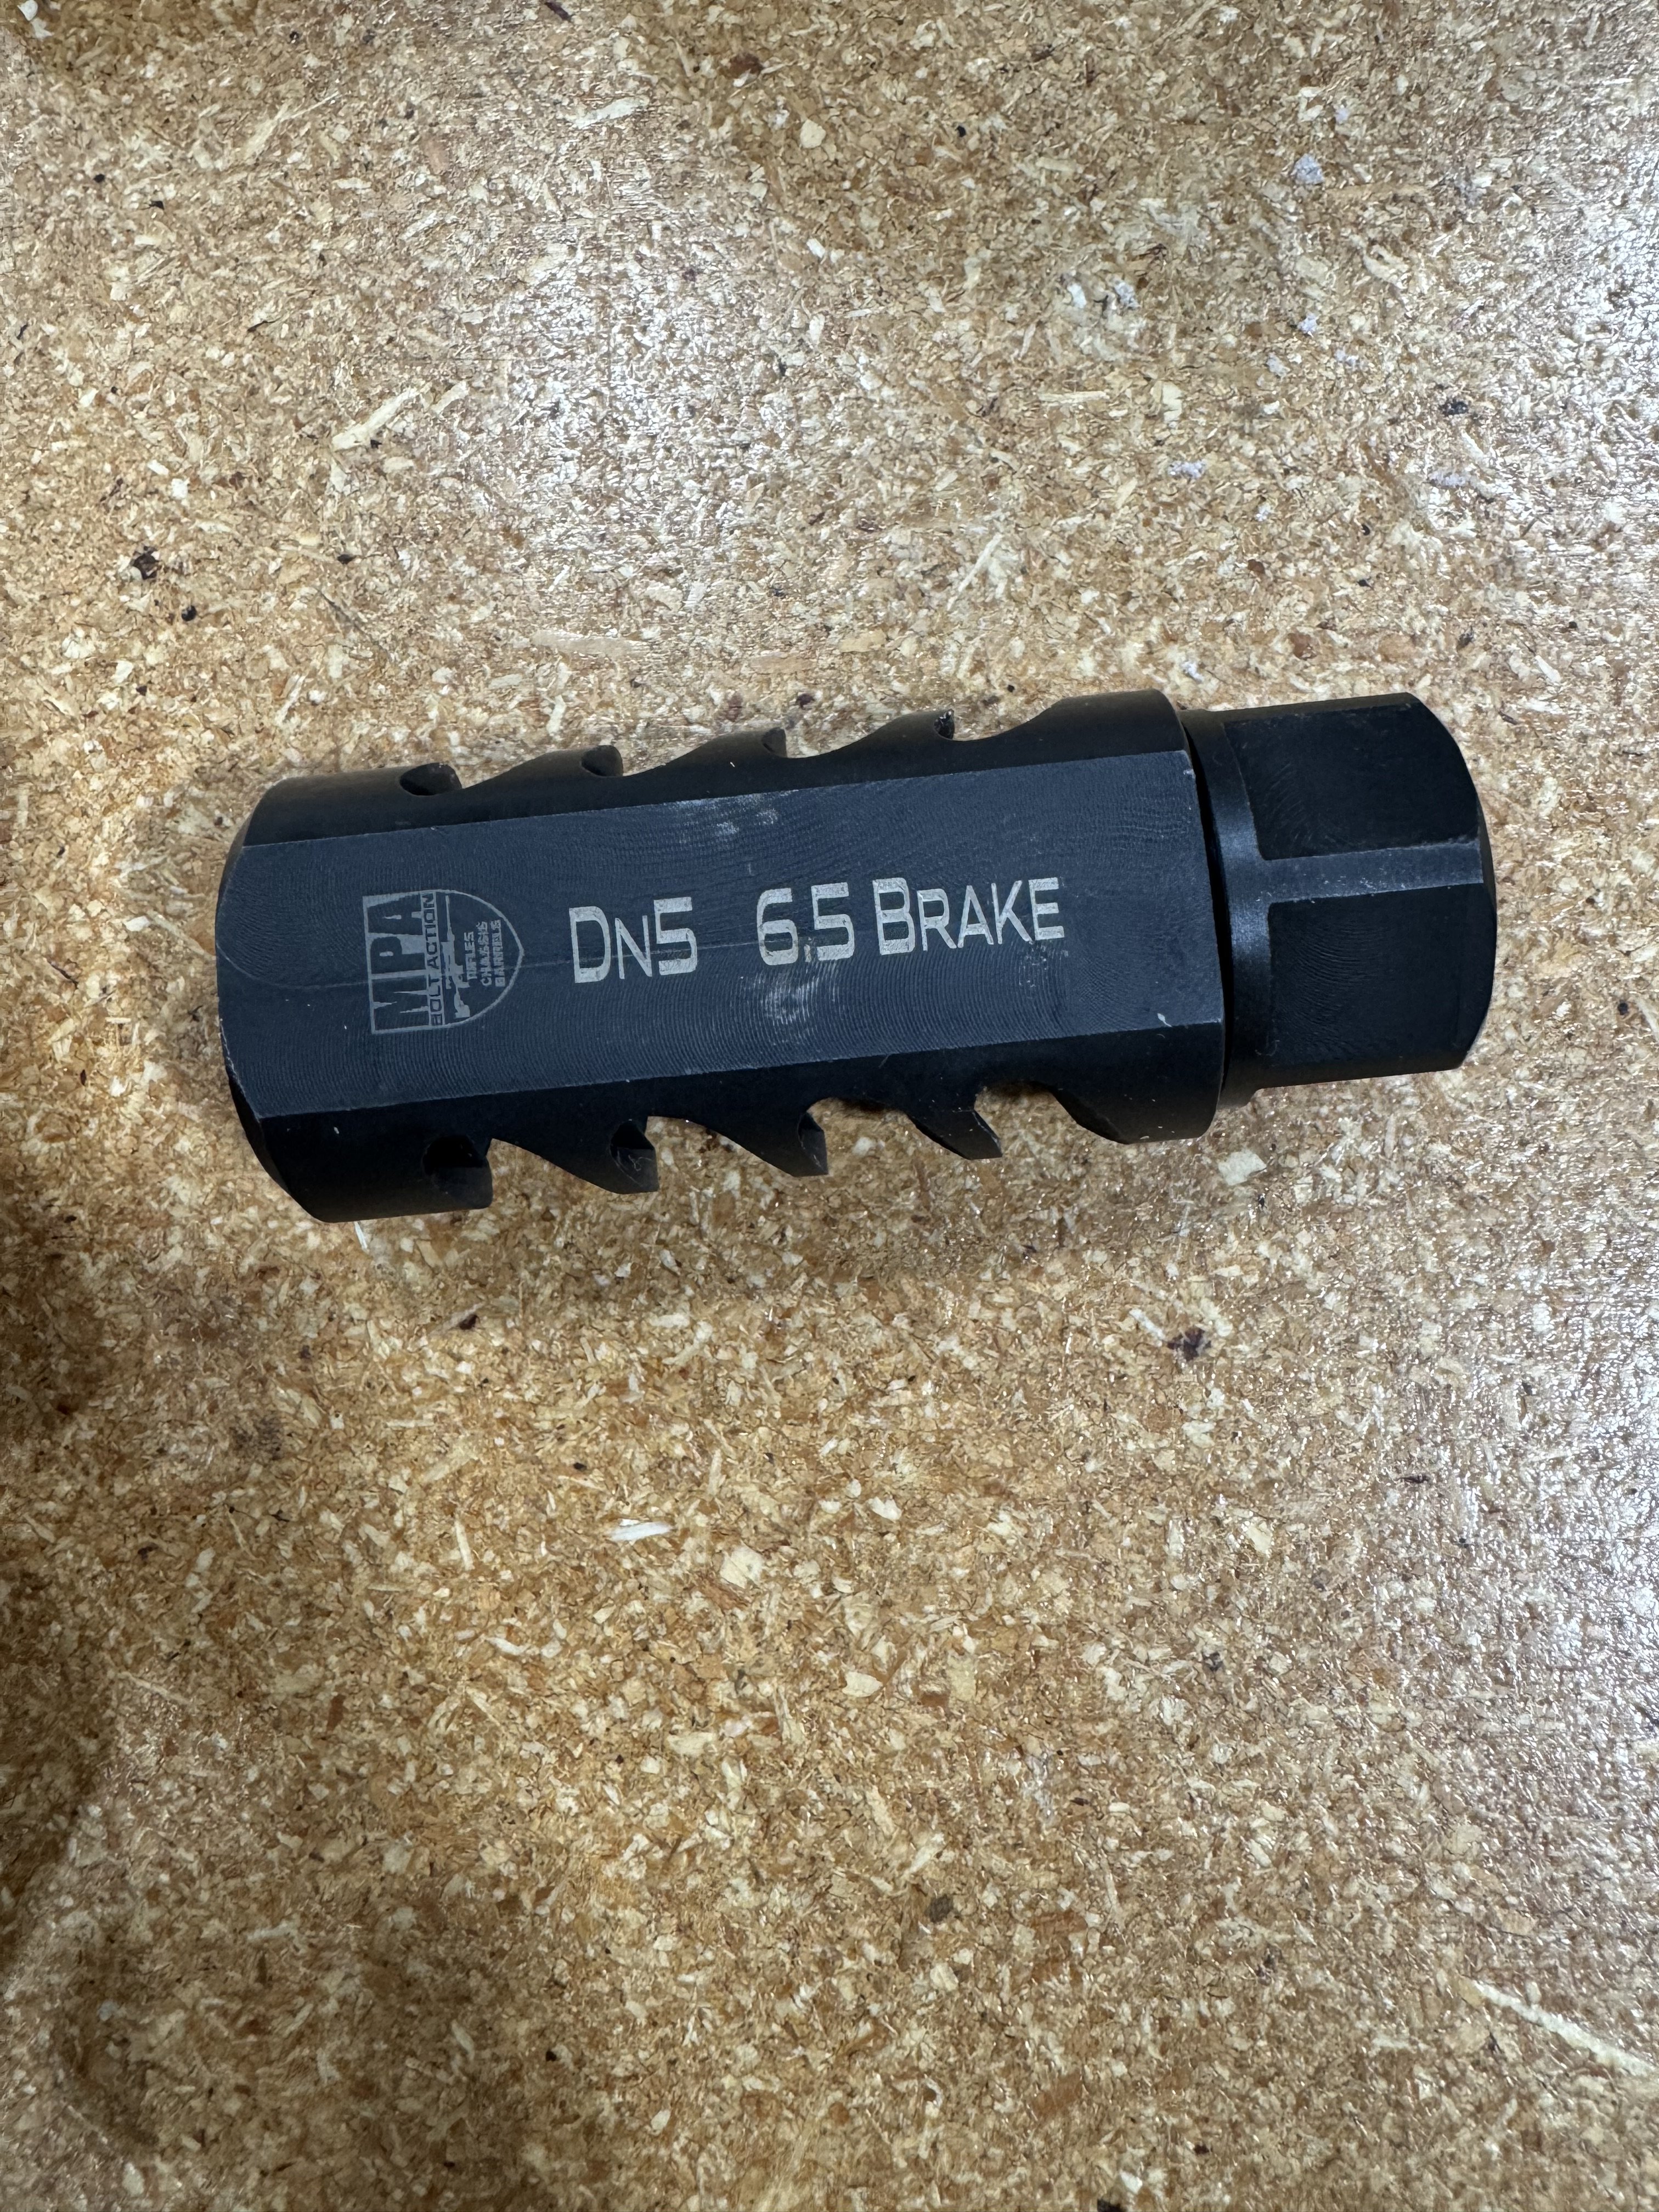 MPA
BOLT ACTION
RIFLES
CHASSIS
BARRELS
DN5 6.5 BRAKE